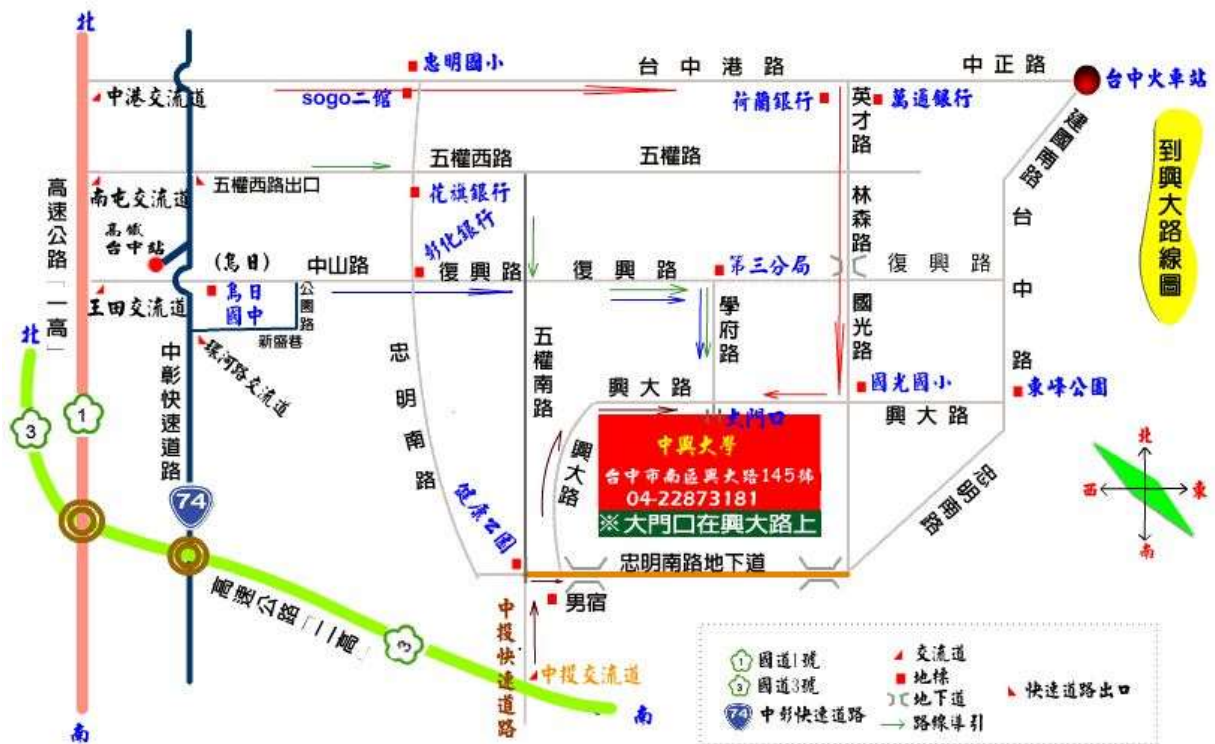 北
忠明國小
台中港路
中正路
台中火車站
中港交流道
sogo二館
荷蘭銀行
英才路
萬通銀行
建國南路
到興大路線圖
五權西路
五權路
高速公路「一高」
南屯交流道
五權西路出口
花旗銀行
林森路
台中路
高鐵
台中站
彰化銀行
(烏日)
中山路
復興路
復興路
第三分局
復興路
王田交流道
烏日
國中
公園路
學府路
國光路
北
新盛巷
環河路交流道
中彰快速道路
忠明南路
五權南路
興大路
國光國小
東峰公園
3
1
大門口
興大路
中興大學
台中市南區興大路145號
04-22873181
※大門口在興大路上
興大路
忠明南路
北
西
東
南
74
健康公園
忠明南路地下道
高速公路「二高」
男宿
中投快速道路
3
中投交流道
南
南
1
國道1號
3
國道3號
74
中彰快速道路
交流道
地標
地下道
路線導引
快速道路出口